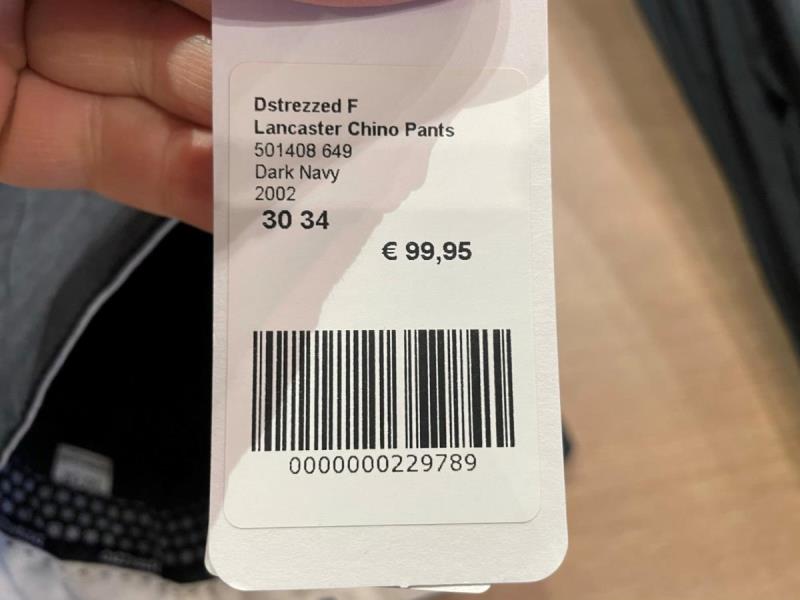 Dstrezzed F
Lancaster Chino Pants
501408 649
Dark Navy
2002
30 34
€ 99,95
0000000229789